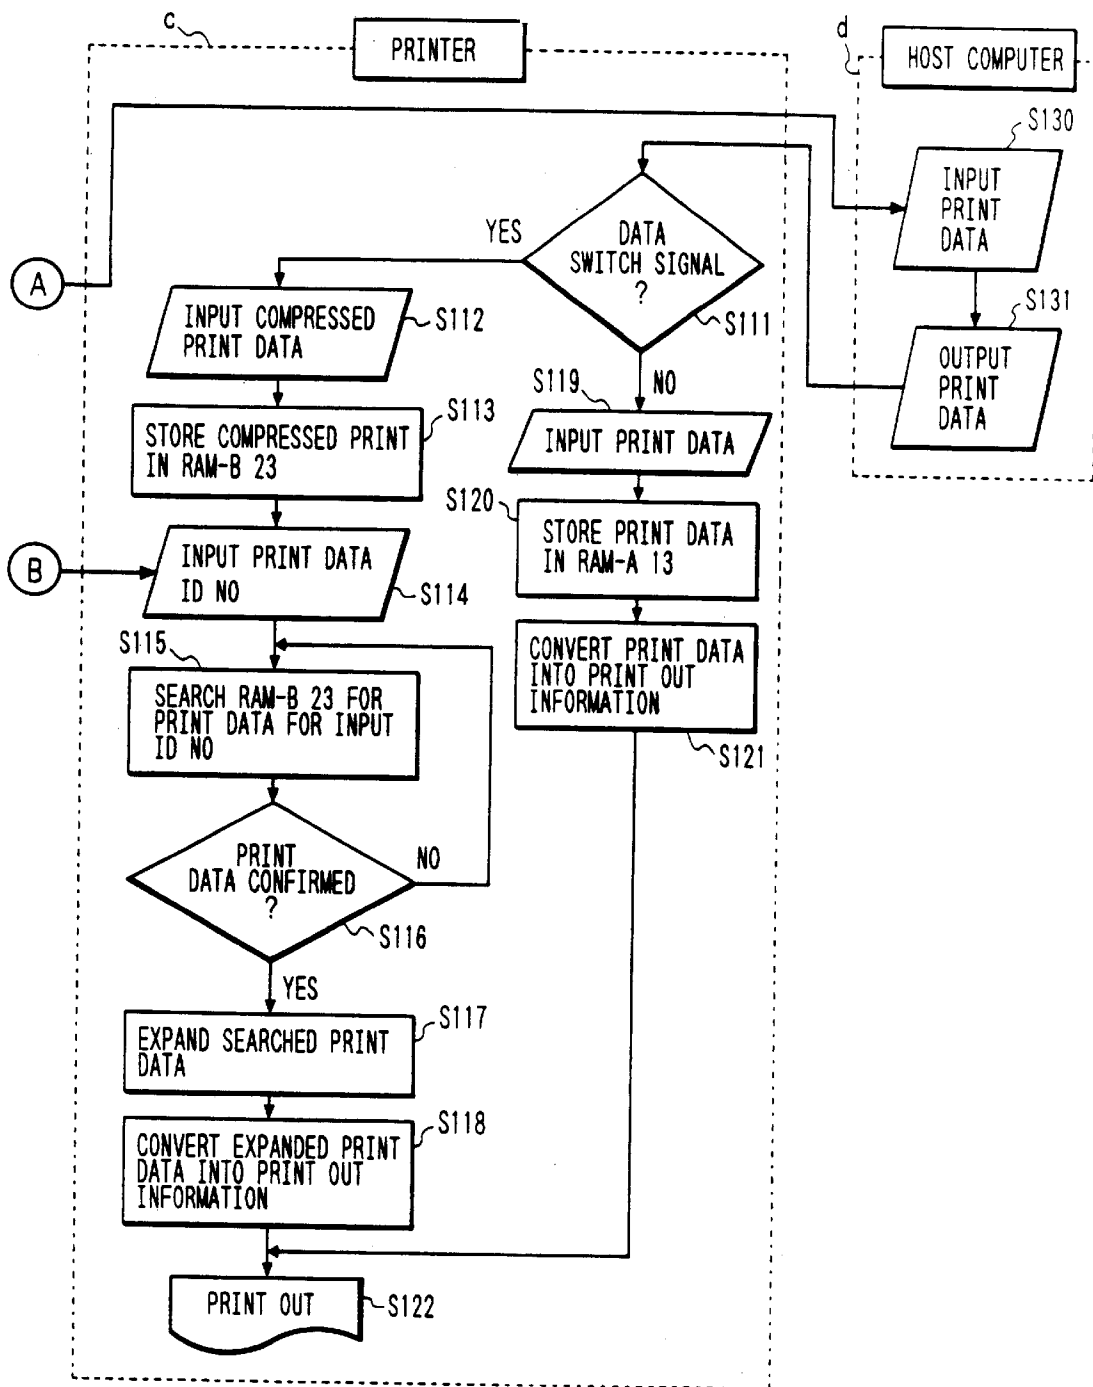 c
PRINTER
d
HOST COMPUTER
S130
INPUT
PRINT
DATA
A
YES
DATA
SWITCH SIGNAL
?
S111
S131
OUTPUT
PRINT
DATA
INPUT COMPRESSED
PRINT DATA
S112
NO
S119
INPUT PRINT DATA
S113
STORE COMPRESSED PRINT
IN RAM-B 23
S120
STORE PRINT DATA
IN RAM-A 13
B
INPUT PRINT DATA
ID NO
S114
S115
SEARCH RAM-B 23 FOR
PRINT DATA FOR INPUT
ID NO
CONVERT PRINT DATA
INTO PRINT OUT
INFORMATION
S121
PRINT
DATA CONFIRMED
?
NO
S116
YES
S117
EXPAND SEARCHED PRINT
DATA
S118
CONVERT EXPANDED PRINT
DATA INTO PRINT OUT
INFORMATION
PRINT OUT
S122